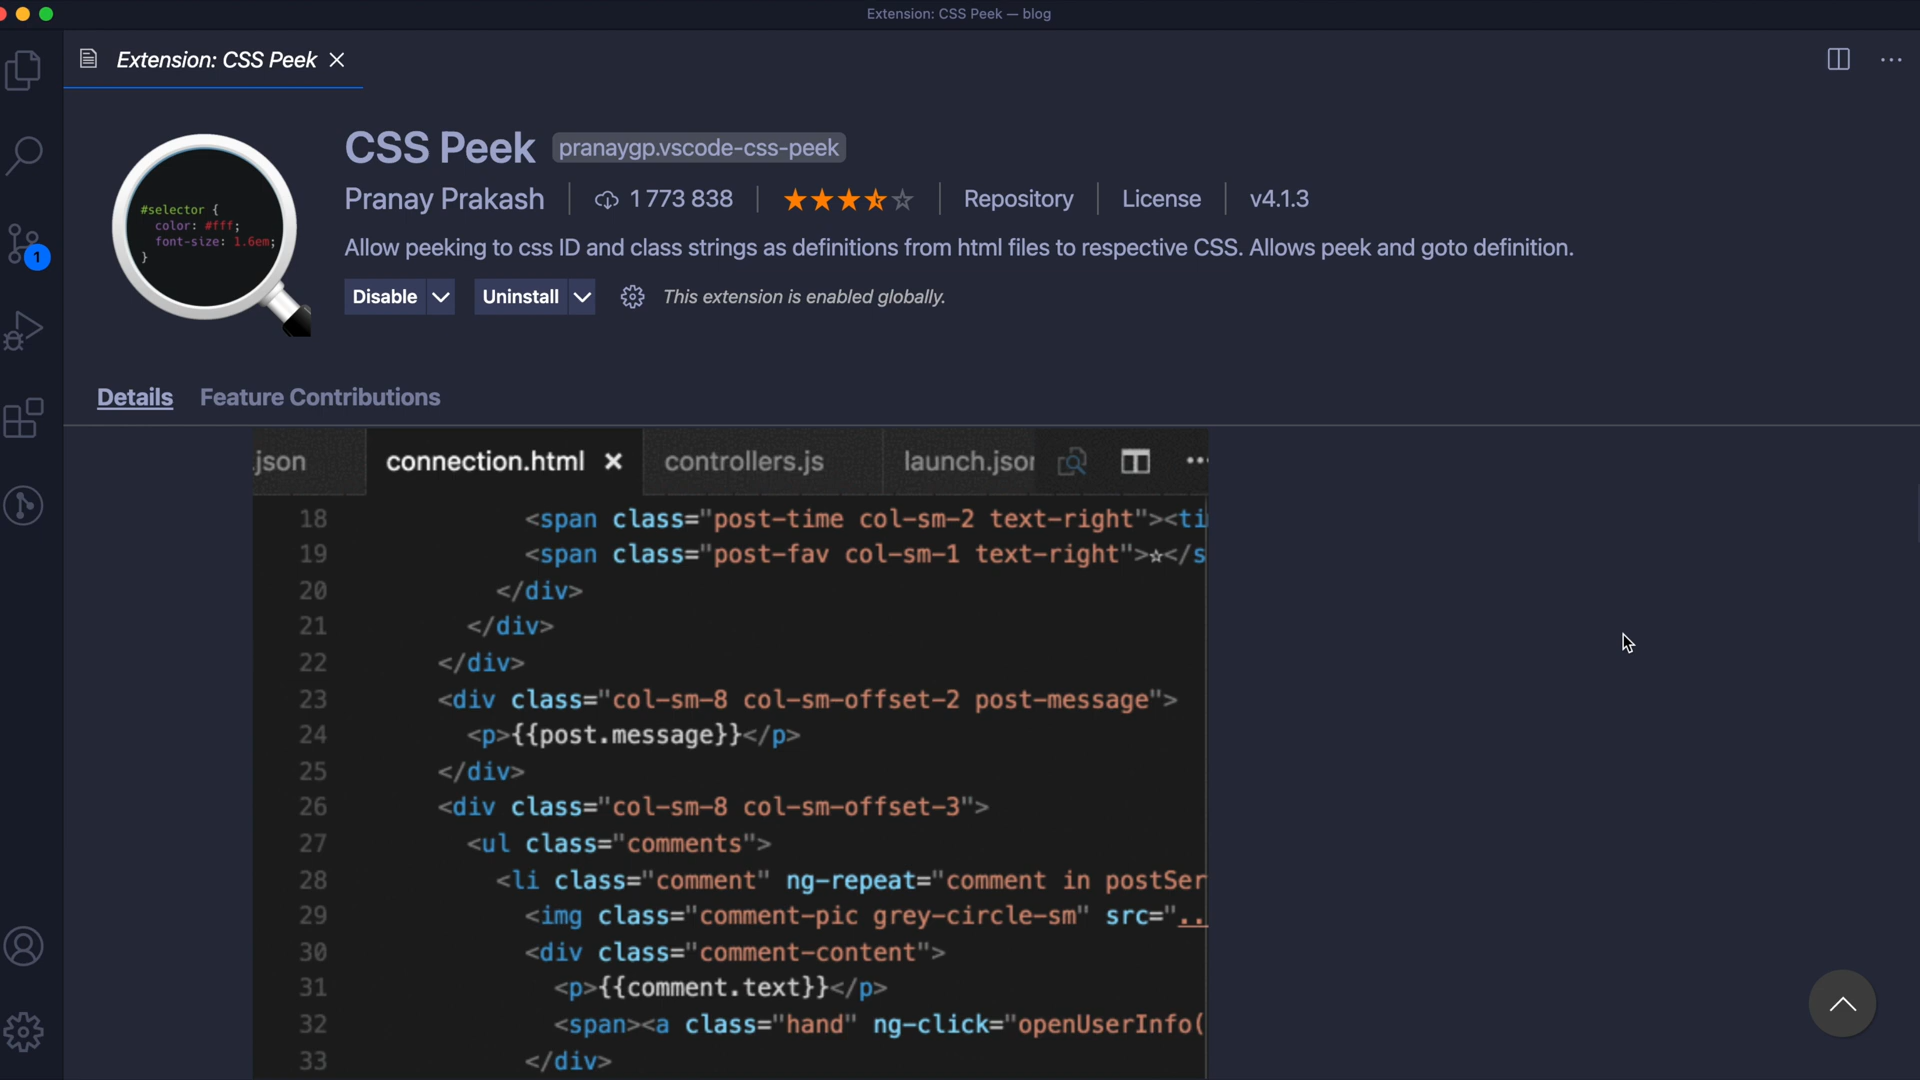 Extension: CSS Peek — blog
Extension: CSS Peek
CSS Peek pranaygp.vscode-css-peek
#selector {
color: #fff;
font-size: 1.6em;
}
Pranay Prakash 1 773 838 Repository License v4.1.3
Allow peeking to css ID and class strings as definitions from html files to respective CSS. Allows peek and goto definition.
Disable Uninstall This extension is enabled globally.
1
Details Feature Contributions
.json connection.html controllers.js launch.json
18 <span class="post-time col-sm-2 text-right"><ti
19 <span class="post-fav col-sm-1 text-right">☆</s
20 </div>
21 </div>
22 </div>
23 <div class="col-sm-8 col-sm-offset-2 post-message">
24 <p>{{post.message}}</p>
25 </div>
26 <div class="col-sm-8 col-sm-offset-3">
27 <ul class="comments">
28 <li class="comment" ng-repeat="comment in postSer
29 <img class="comment-pic grey-circle-sm" src="..
30 <div class="comment-content">
31 <p>{{comment.text}}</p>
32 <span><a class="hand" ng-click="openUserInfo(
33 </div>